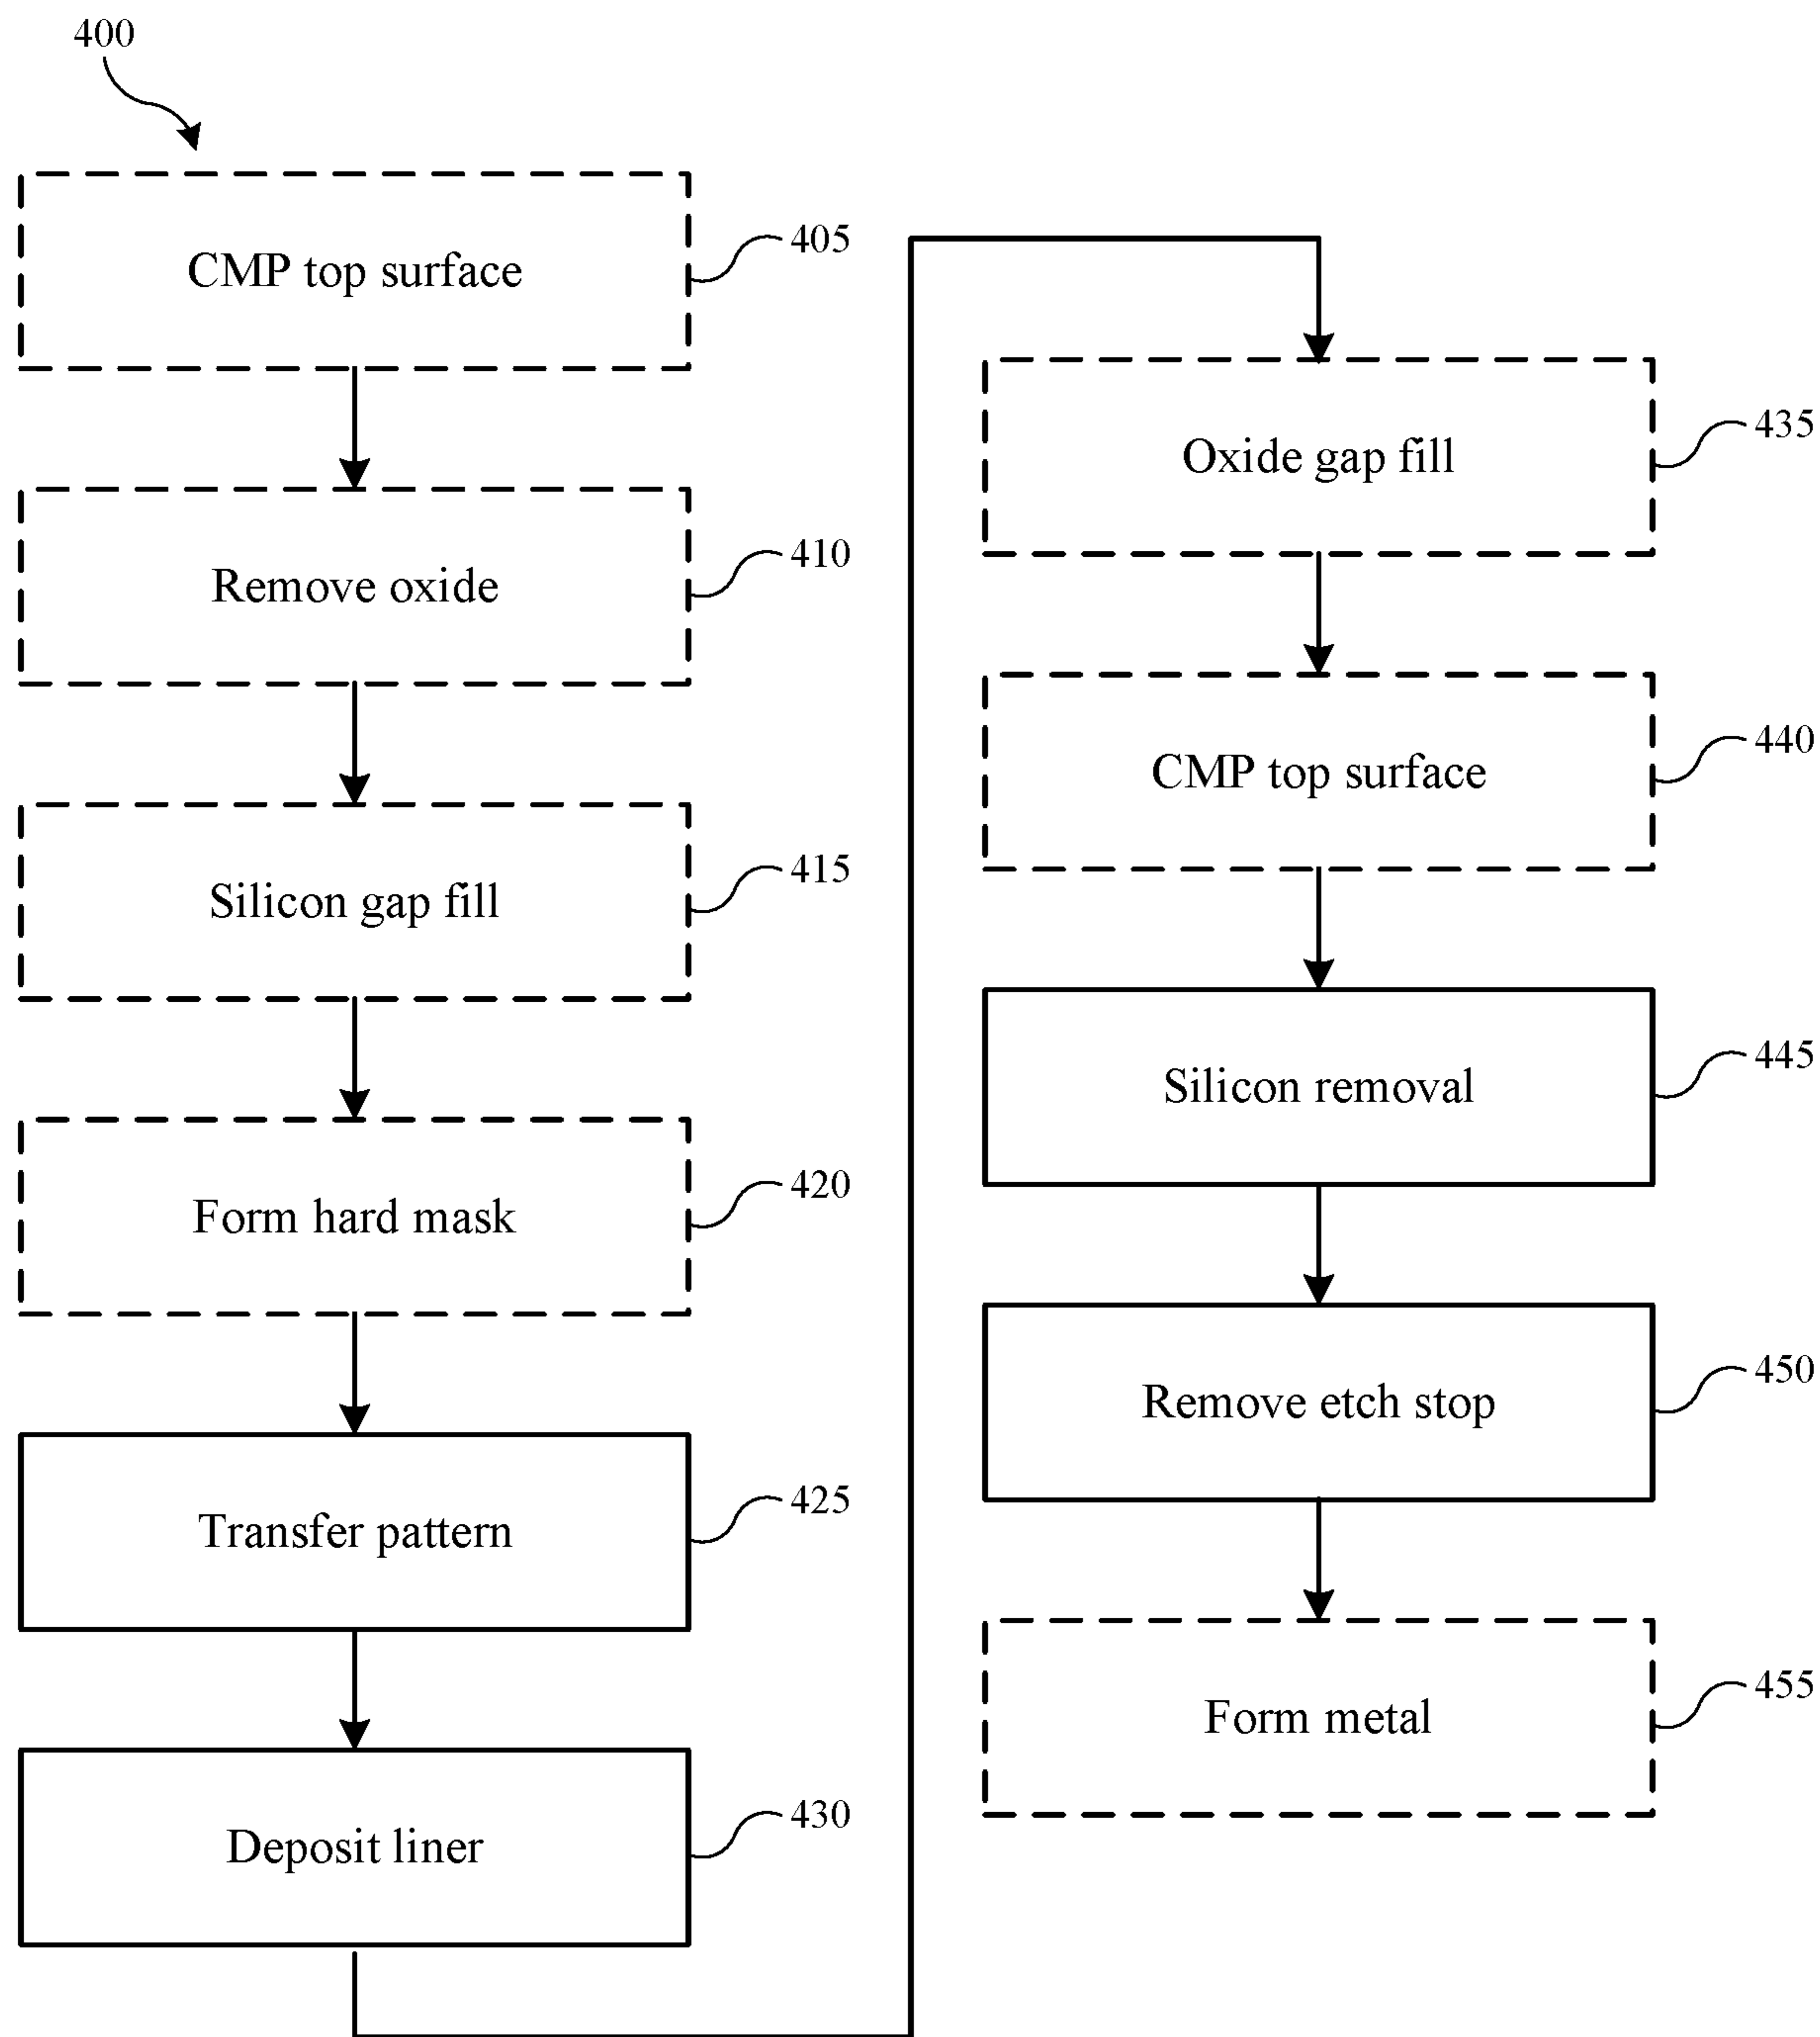 400
CMP top surface
405
Remove oxide
410
Silicon gap fill
415
Form hard mask
420
Transfer pattern
425
Deposit liner
430
Oxide gap fill
435
CMP top surface
440
Silicon removal
445
Remove etch stop
450
Form metal
455